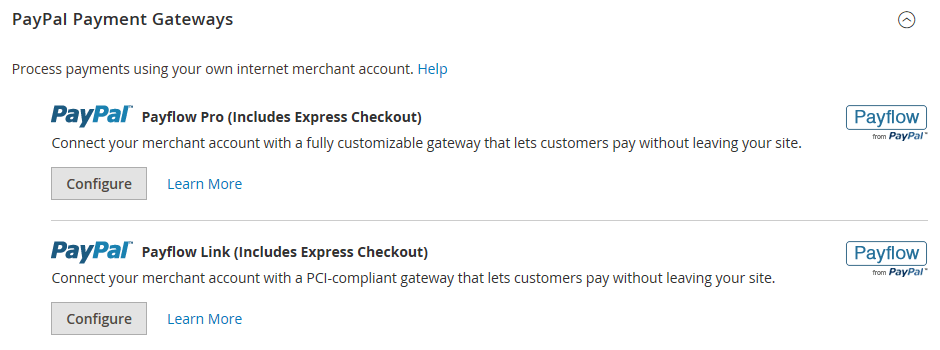 PayPal Payment Gateways
Process payments using your own internet merchant account. Help
PayPal™ Payflow Pro (Includes Express Checkout)
Payflow
from PayPal™
Connect your merchant account with a fully customizable gateway that lets customers pay without leaving your site.
Configure Learn More
PayPal™ Payflow Link (Includes Express Checkout)
Payflow
from PayPal™
Connect your merchant account with a PCI-compliant gateway that lets customers pay without leaving your site.
Configure Learn More